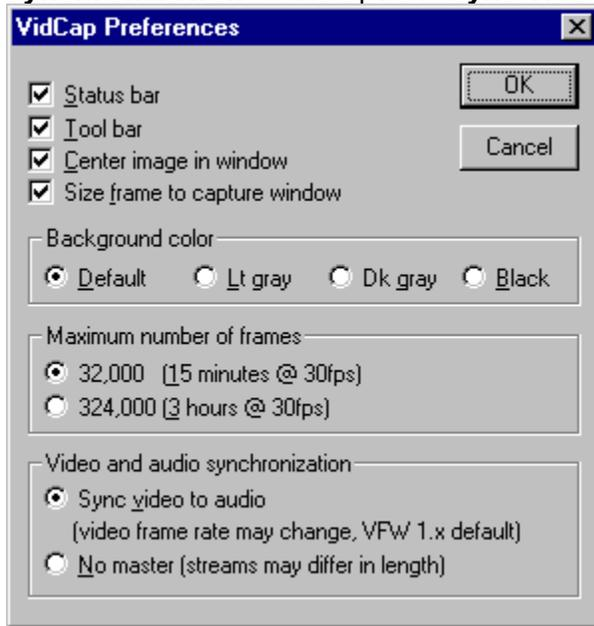 VidCap Preferences
Status bar
Tool bar
Center image in window
Size frame to capture window
OK
Cancel
Background color
Default Lt gray Dk gray Black
Maximum number of frames
32,000 (15 minutes @ 30fps)
324,000 (3 hours @ 30fps)
Video and audio synchronization
Sync video to audio
(video frame rate may change, VFW 1.x default)
No master (streams may differ in length)